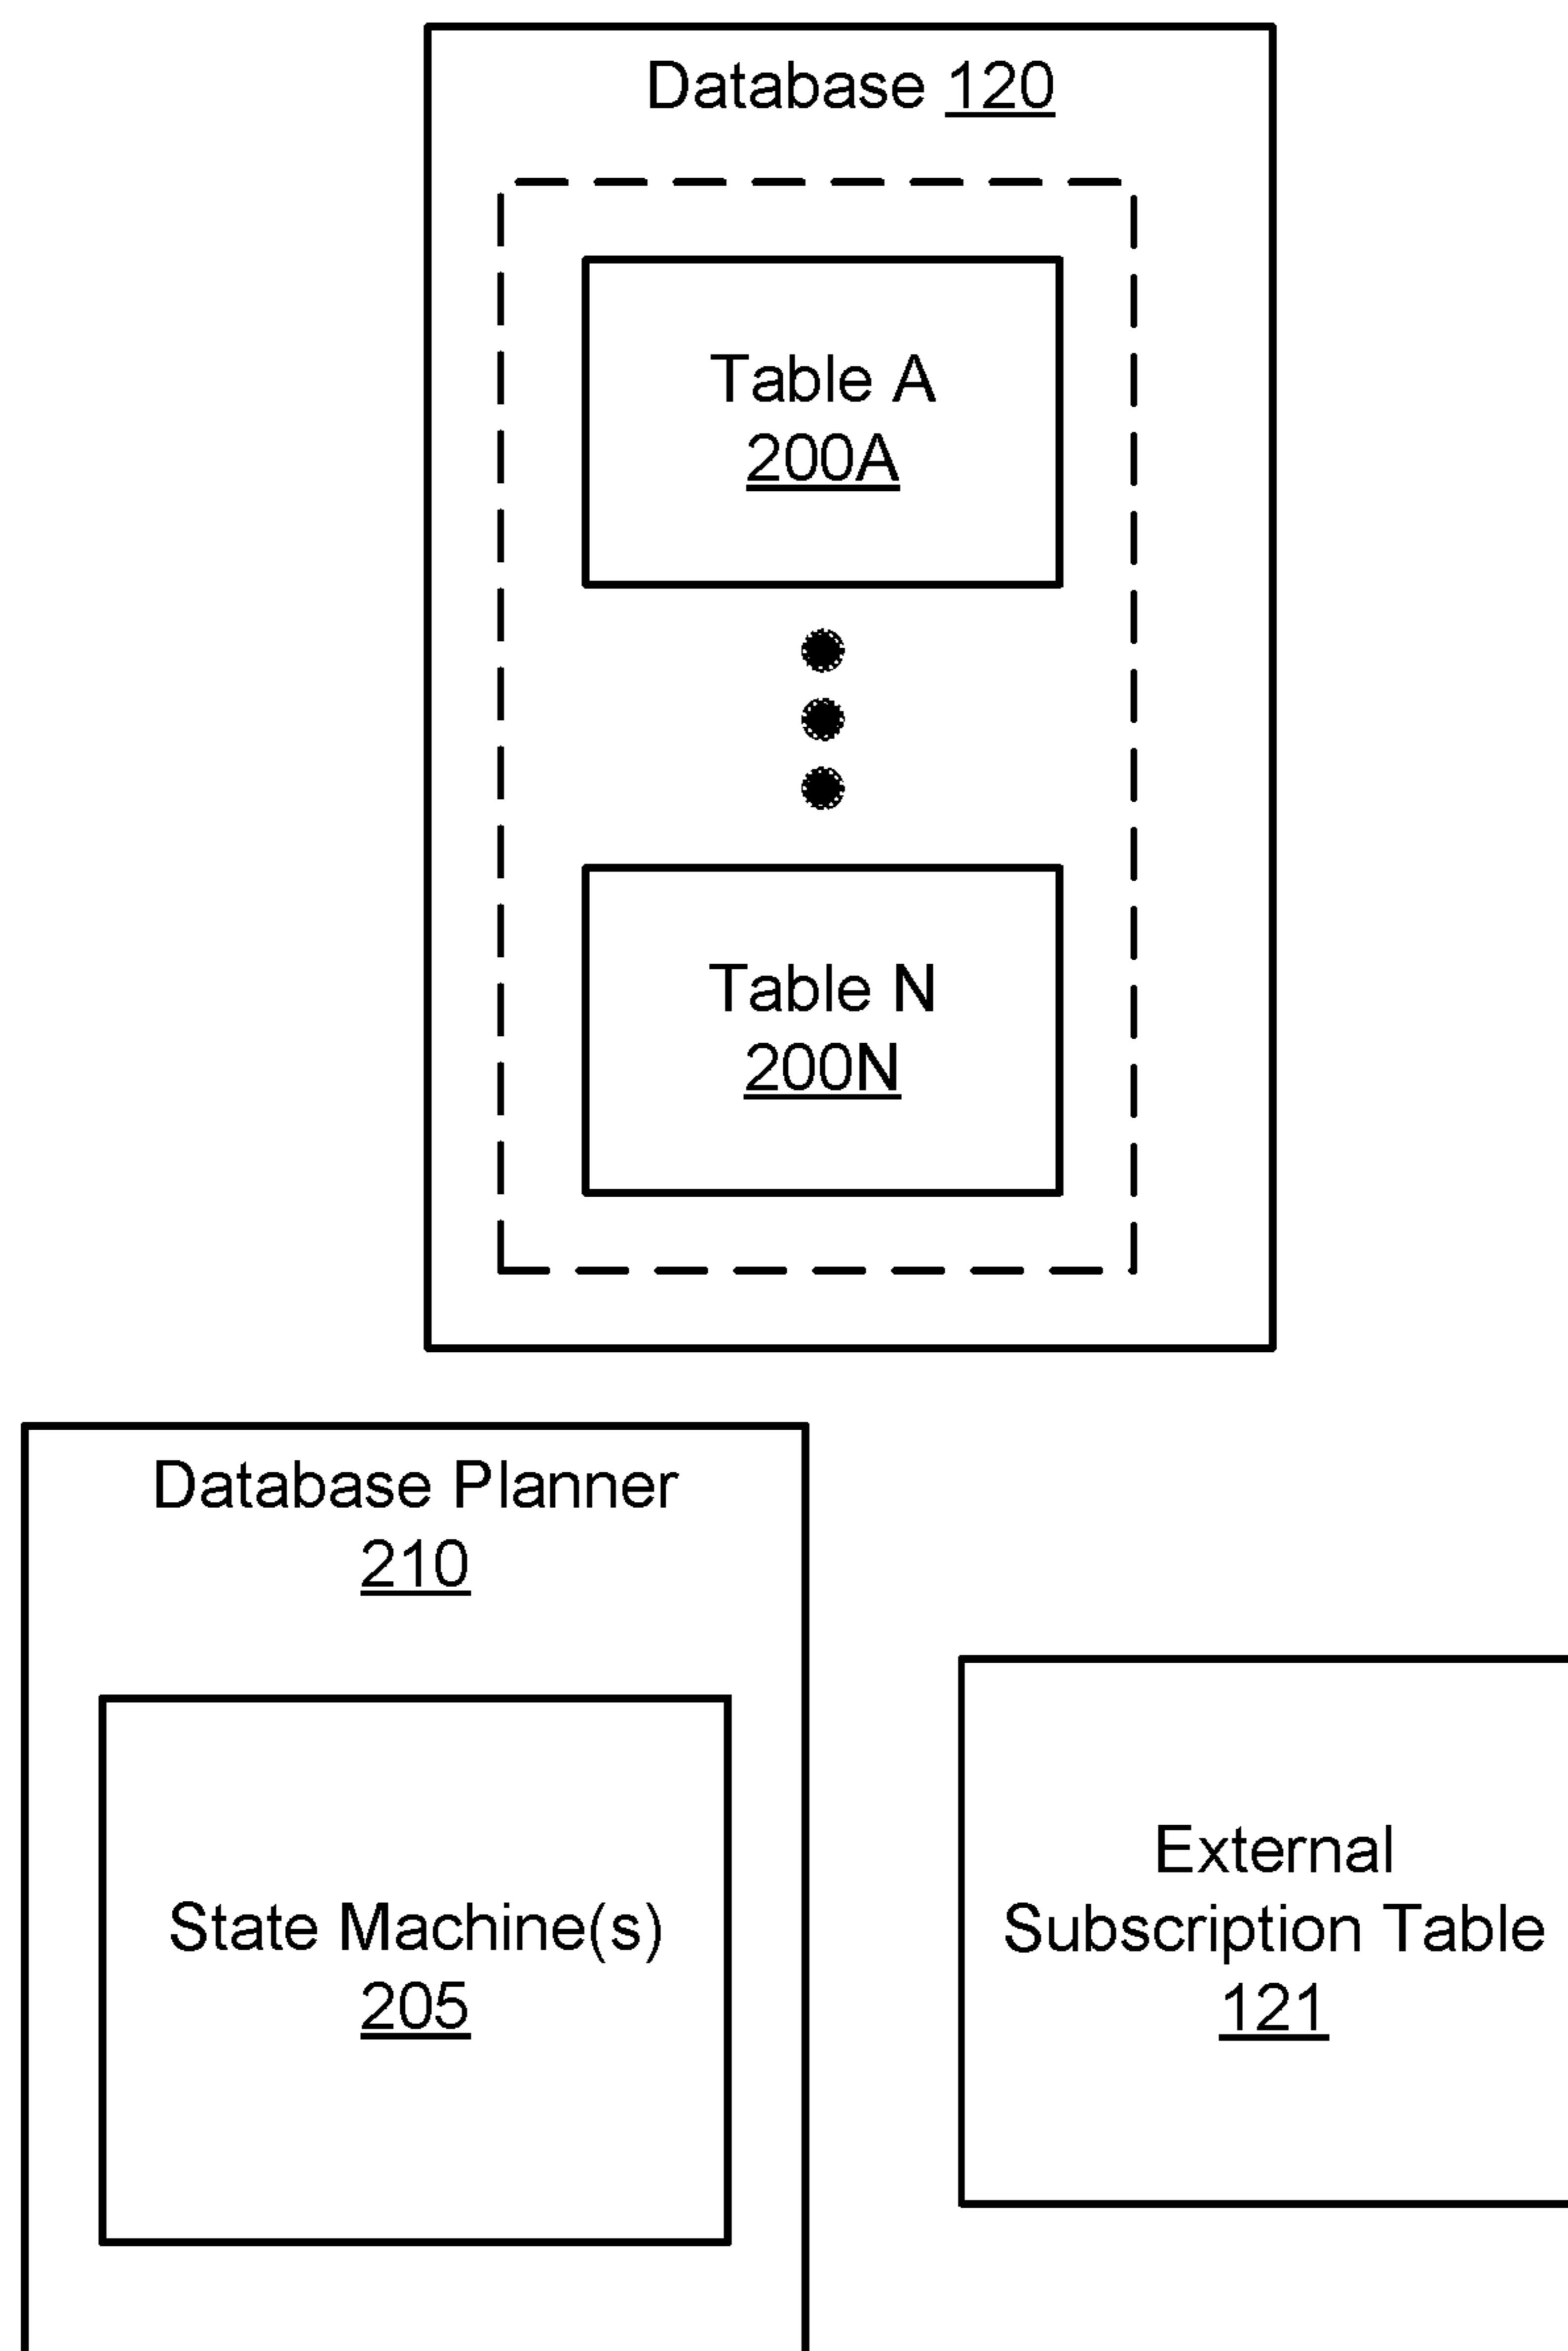 Database 120
Table A
200A
Table N
200N
Database Planner
210
State Machine(s)
205
External
Subscription Table
121